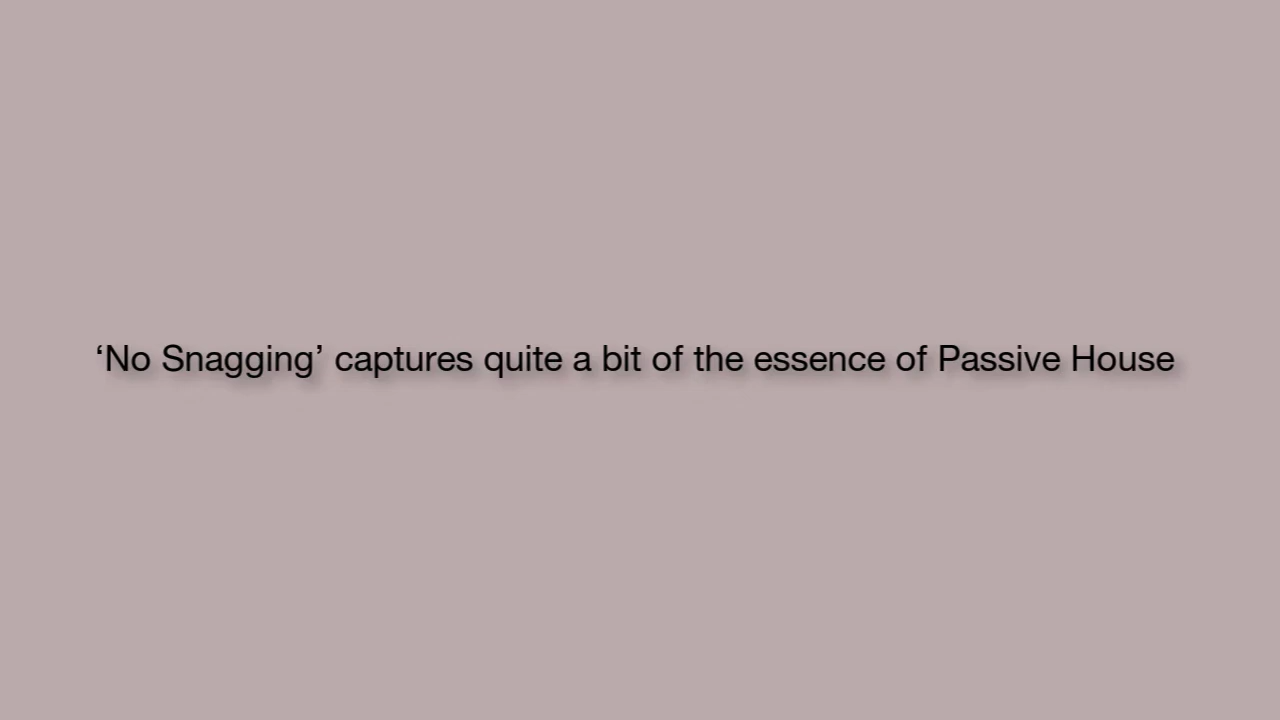 ‘No Snagging’ captures quite a bit of the essence of Passive House